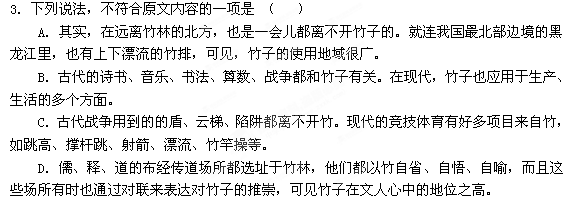 3. 下列说法，不符合原文内容的一项是 （    ）
A. 其实，在远离竹林的北方，也是一会儿都离不开竹子的。就连我国最北部边境的黑
龙江里，也有上下漂流的竹排，可见，竹子的使用地域很广。
B. 古代的诗书、音乐、书法、算数、战争都和竹子有关。在现代，竹子也应用于生产、
生活的多个方面。
C. 古代战争用到的的盾、云梯、陷阱都离不开竹。现代的竞技体育有好多项目来自竹，
如跳高、撑杆跳、射箭、漂流、竹竿操等。
D. 儒、释、道的布经传道场所都选址于竹林，他们都以竹自省、自悟、自喻，而且这
些场所有时也通过对联来表达对竹子的推崇，可见竹子在文人心中的地位之高。